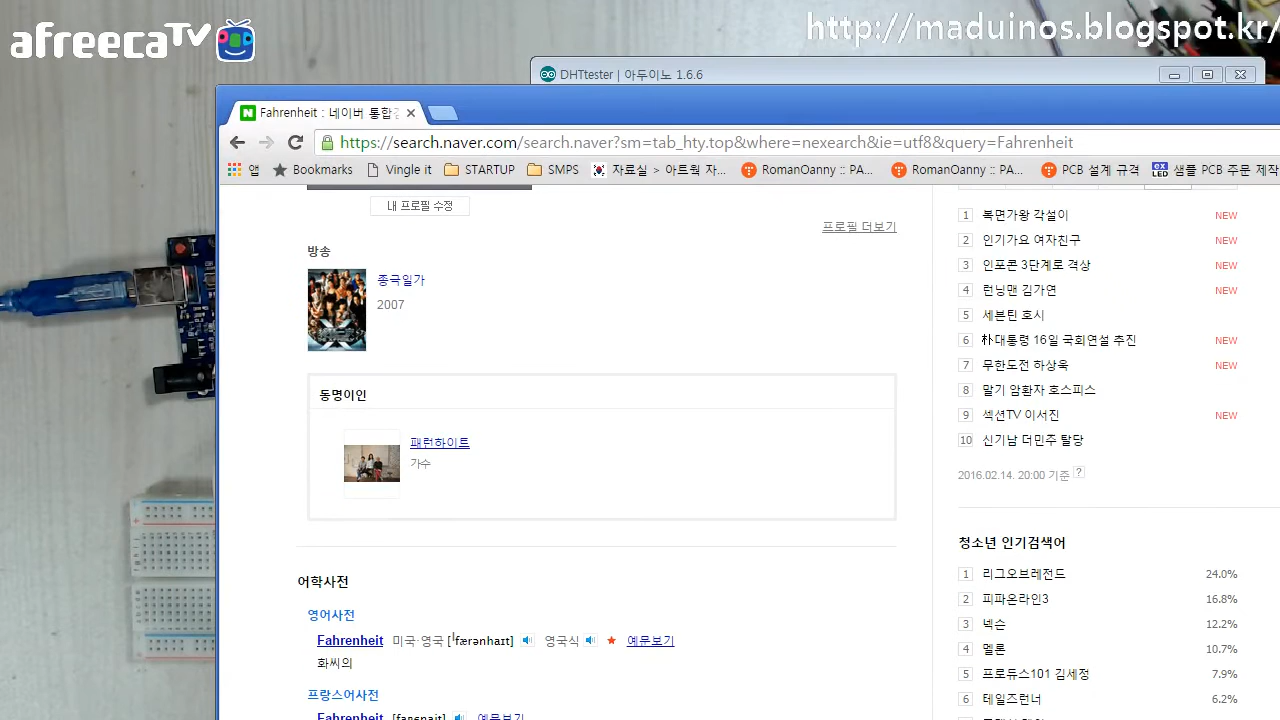 afreecaTV
http://maduinos.blogspot.kr/
DHTtester | 아두이노 1.6.6
Fahrenheit : 네이버 통합검
https://search.naver.com/search.naver?sm=tab_hty.top&where=nexearch&ie=utf8&query=Fahrenheit
앱 Bookmarks Vingle it STARTUP SMPS 자료실 > 아트웍 자... RomanOanny :: PA... RomanOanny :: PA... PCB 설계 규격 샘플 PCB 주문 제작
내 프로필 수정
프로필 더보기
방송
종국일가
2007
동명이인
패런하이트
가수
어학사전
영어사전
Fahrenheit 미국·영국 [|færənhaɪt] 영국식 예문보기
화씨의
프랑스어사전
Fahrenheit 예문보기
1 복면가왕 각설이 NEW
2 인기가요 여자친구 NEW
3 인포콘 3단계로 격상 NEW
4 런닝맨 김가연 NEW
5 세븐틴 호시
6 朴대통령 16일 국회연설 추진 NEW
7 무한도전 하상욱 NEW
8 말기 암환자 호스피스
9 섹션TV 이서진 NEW
10 신기남 더민주 탈당
2016.02.14. 20:00 기준 ?
청소년 인기검색어
1 리그오브레전드 24.0%
2 피파온라인3 16.8%
3 넥슨 12.2%
4 멜론 10.7%
5 프로듀스101 김세정 7.9%
6 테일즈런너 6.2%